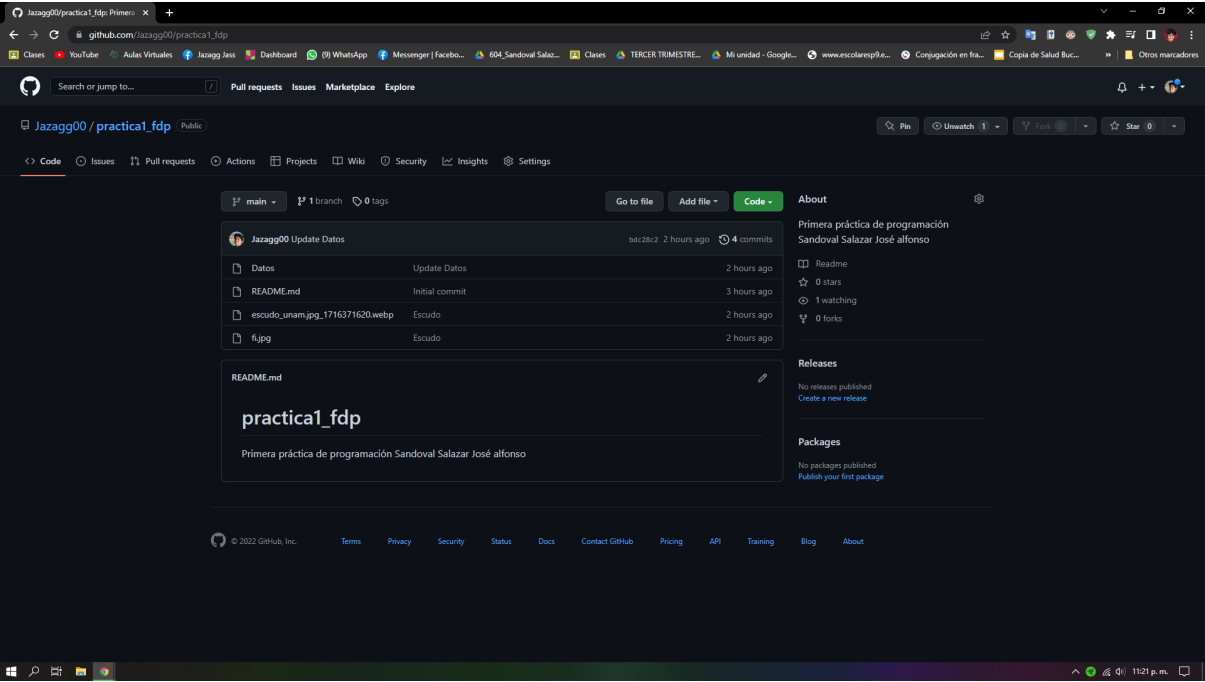 Jazagg00/practica1_fdp: Primera
github.com/Jazagg00/practica1_fdp
Clases YouTube Aulas Virtuales Jazagg Jass Dashboard (9) WhatsApp Messenger | Facebo... 604_Sandoval Salaz... Clases TERCER TRIMESTRE... Mi unidad - Google... www.escolaresp9.e... Conjugación en fra... Copia de Salud Buc... » Otros marcadores
Search or jump to... / Pull requests Issues Marketplace Explore
Jazagg00 / practica1_fdp Public Pin Unwatch 1 Fork 0 Star 0
Code Issues Pull requests Actions Projects Wiki Security Insights Settings
main 1 branch 0 tags Go to file Add file Code
Jazagg00 Update Datos bdc28c2 2 hours ago 4 commits
Datos Update Datos 2 hours ago
README.md Initial commit 3 hours ago
escudo_unam.jpg_1716371620.webp Escudo 2 hours ago
fi.jpg Escudo 2 hours ago
README.md
practica1_fdp
Primera práctica de programación Sandoval Salazar José alfonso
About
Primera práctica de programación
Sandoval Salazar José alfonso
Readme
0 stars
1 watching
0 forks
Releases
No releases published
Create a new release
Packages
No packages published
Publish your first package
© 2022 GitHub, Inc. Terms Privacy Security Status Docs Contact GitHub Pricing API Training Blog About
11:21 p. m.